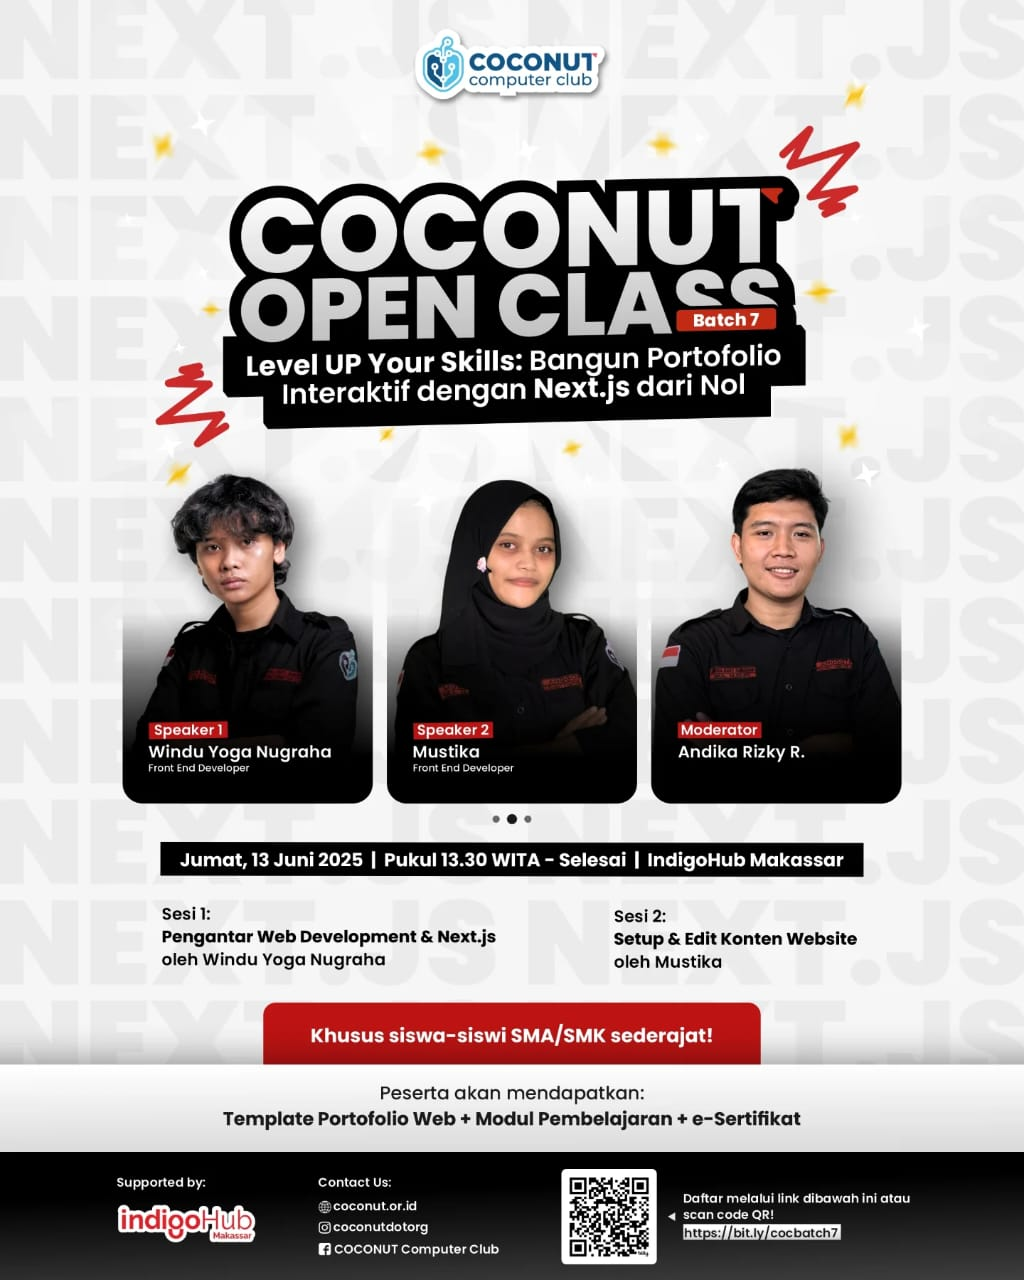 COCONUT
computer club
COCONUT
OPEN CLASS
Batch 7
Level UP Your Skills: Bangun Portofolio
Interaktif dengan Next.js dari Nol
Speaker 1
Windu Yoga Nugraha
Front End Developer
Speaker 2
Mustika
Front End Developer
Moderator
Andika Rizky R.
Jumat, 13 Juni 2025 | Pukul 13.30 WITA - Selesai | IndigoHub Makassar
Sesi 1:
Pengantar Web Development & Next.js
oleh Windu Yoga Nugraha
Sesi 2:
Setup & Edit Konten Website
oleh Mustika
Khusus siswa-siswi SMA/SMK sederajat!
Peserta akan mendapatkan:
Template Portofolio Web + Modul Pembelajaran + e-Sertifikat
Supported by:
indigoHub
Makassar
Contact Us:
coconut.or.id
coconutdotorg
COCONUT Computer Club
Daftar melalui link dibawah ini atau
scan code QR!
https://bit.ly/cocbatch7
NEXT.JS